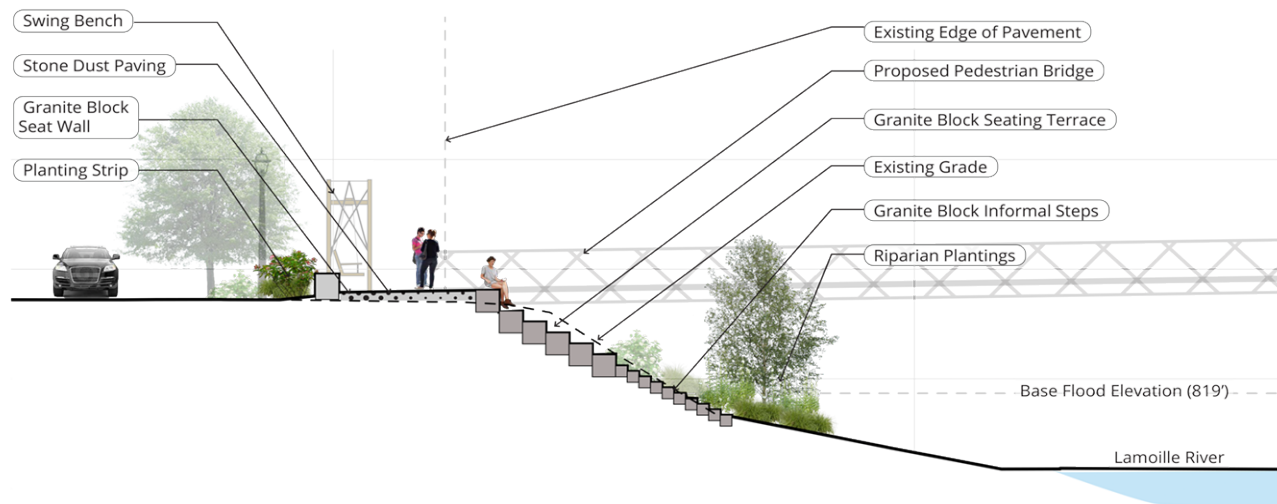 Swing Bench
Stone Dust Paving
Granite Block
Seat Wall
Planting Strip
Existing Edge of Pavement
Proposed Pedestrian Bridge
Granite Block Seating Terrace
Existing Grade
Granite Block Informal Steps
Riparian Plantings
Base Flood Elevation (819')
Lamoille River